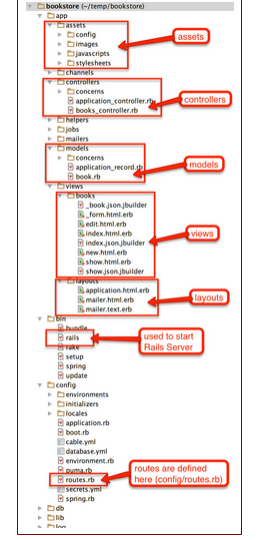 bookstore (~/temp/bookstore)
app
assets
config
images
javascripts
stylesheets
assets
channels
controllers
concerns
application_controller.rb
books_controller.rb
controllers
helpers
jobs
mailers
models
concerns
application_record.rb
book.rb
models
views
books
_book.json.jbuilder
_form.html.erb
edit.html.erb
index.html.erb
index.json.jbuilder
new.html.erb
show.html.erb
show.json.jbuilder
views
layouts
application.html.erb
mailer.html.erb
mailer.text.erb
layouts
bin
bundle
rails
rake
setup
spring
update
used to start
Rails Server
config
environments
initializers
locales
application.rb
boot.rb
cable.yml
database.yml
environment.rb
puma.rb
routes.rb
secrets.yml
spring.rb
routes are defined
here (config/routes.rb)
db
lib
log